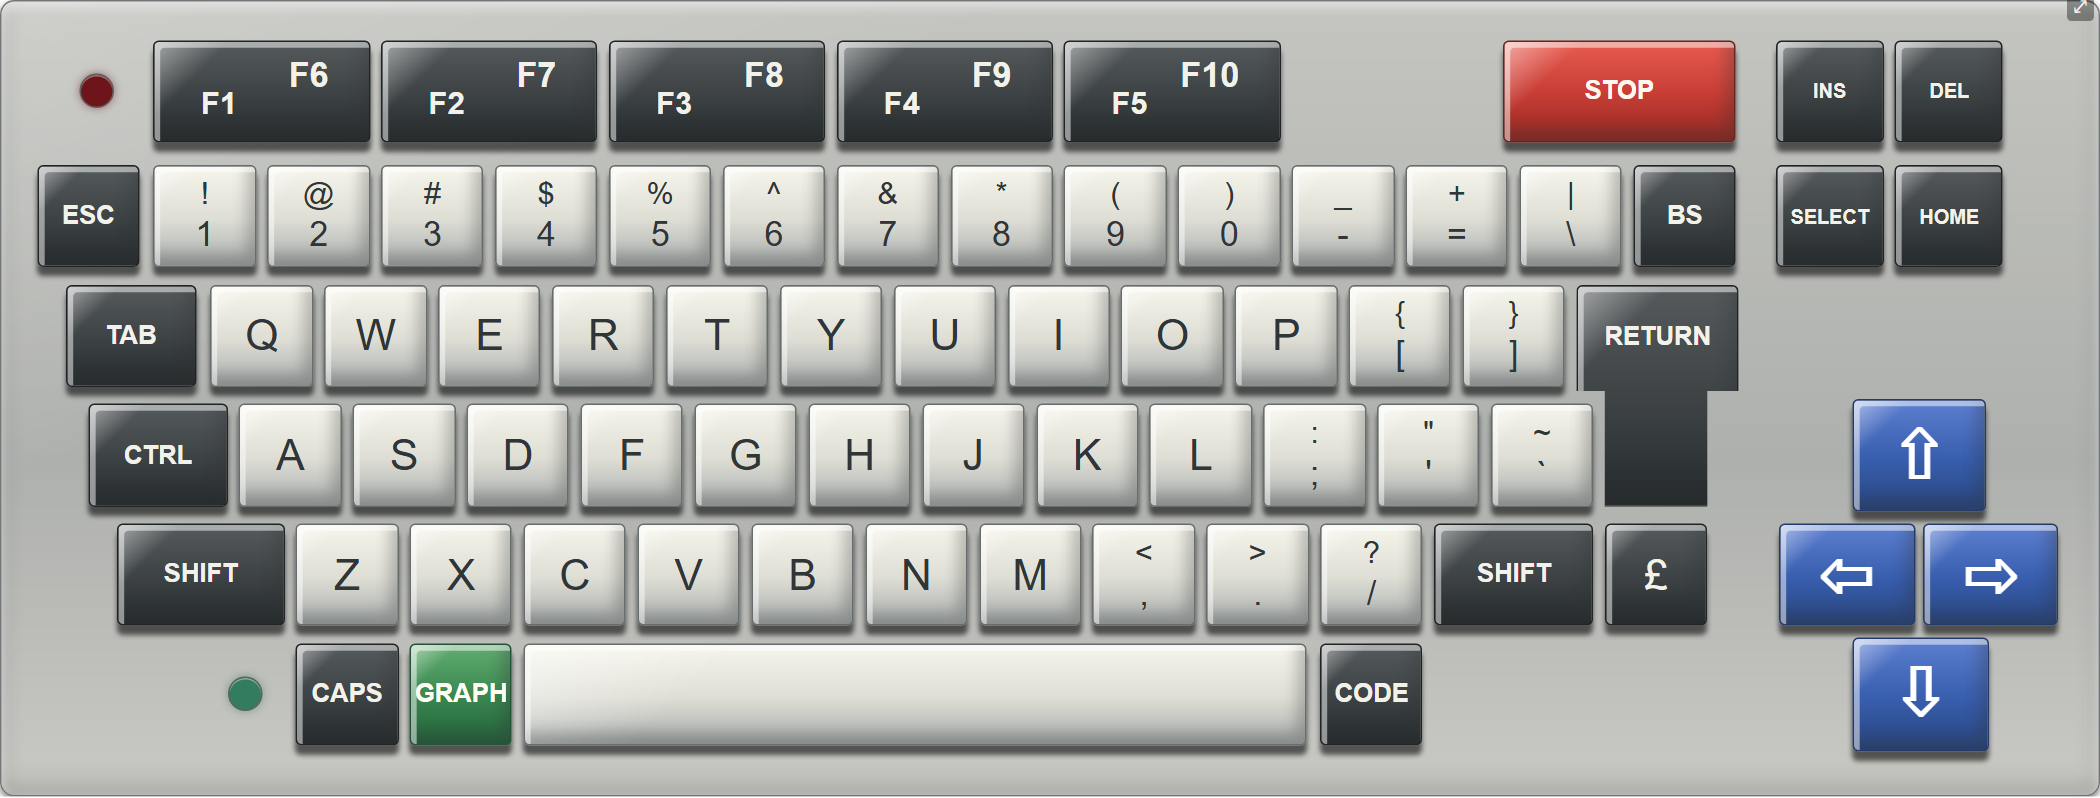 F1 F6 F2 F7 F3 F8 F4 F9 F5 F10 STOP INS DEL
ESC ! 1 @ 2 # 3 $ 4 % 5 ^ 6 & 7 * 8 ( 9 ) 0 _ - + = | \ BS SELECT HOME
TAB Q W E R T Y U I O P { [ } ] RETURN
CTRL A S D F G H J K L : ; " ' ~ ` ⇧
SHIFT Z X C V B N M < , > . ? / SHIFT £ ⇦ ⇨
CAPS GRAPH CODE ⇩